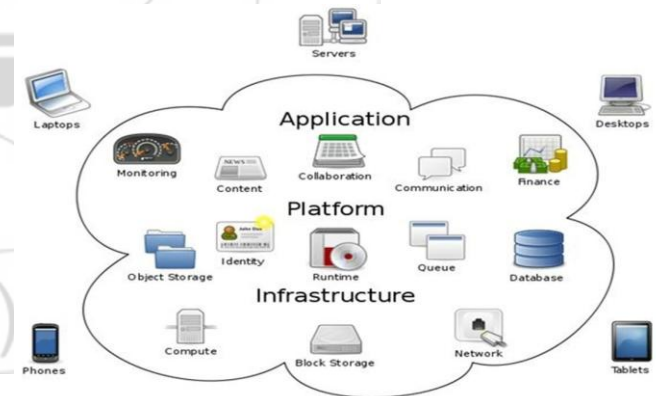 Servers
Laptops
Desktops
Application
Monitoring
NEWS
Content
Collaboration
Communication
Finance
Platform
Object Storage
Identity
Runtime
Queue
Database
Infrastructure
Compute
Block Storage
Network
Phones
Tablets